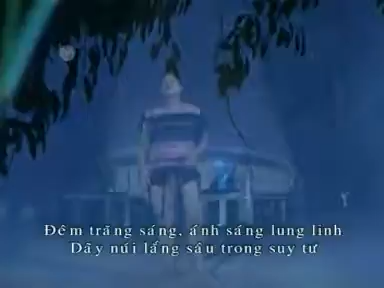 Đêm trăng sáng, ánh sáng lung linh
Dãy núi lắng sâu trong suy tư